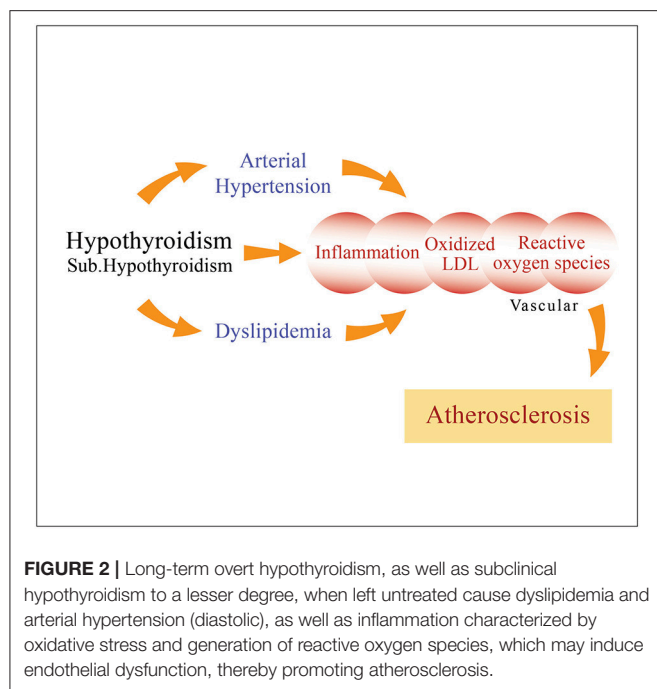 Arterial
Hypertension
Hypothyroidism
Sub.Hypothyroidism
Inflammation
Oxidized
LDL
Reactive
oxygen species
Vascular
Dyslipidemia
Atherosclerosis
FIGURE 2 | Long-term overt hypothyroidism, as well as subclinical
hypothyroidism to a lesser degree, when left untreated cause dyslipidemia and
arterial hypertension (diastolic), as well as inflammation characterized by
oxidative stress and generation of reactive oxygen species, which may induce
endothelial dysfunction, thereby promoting atherosclerosis.